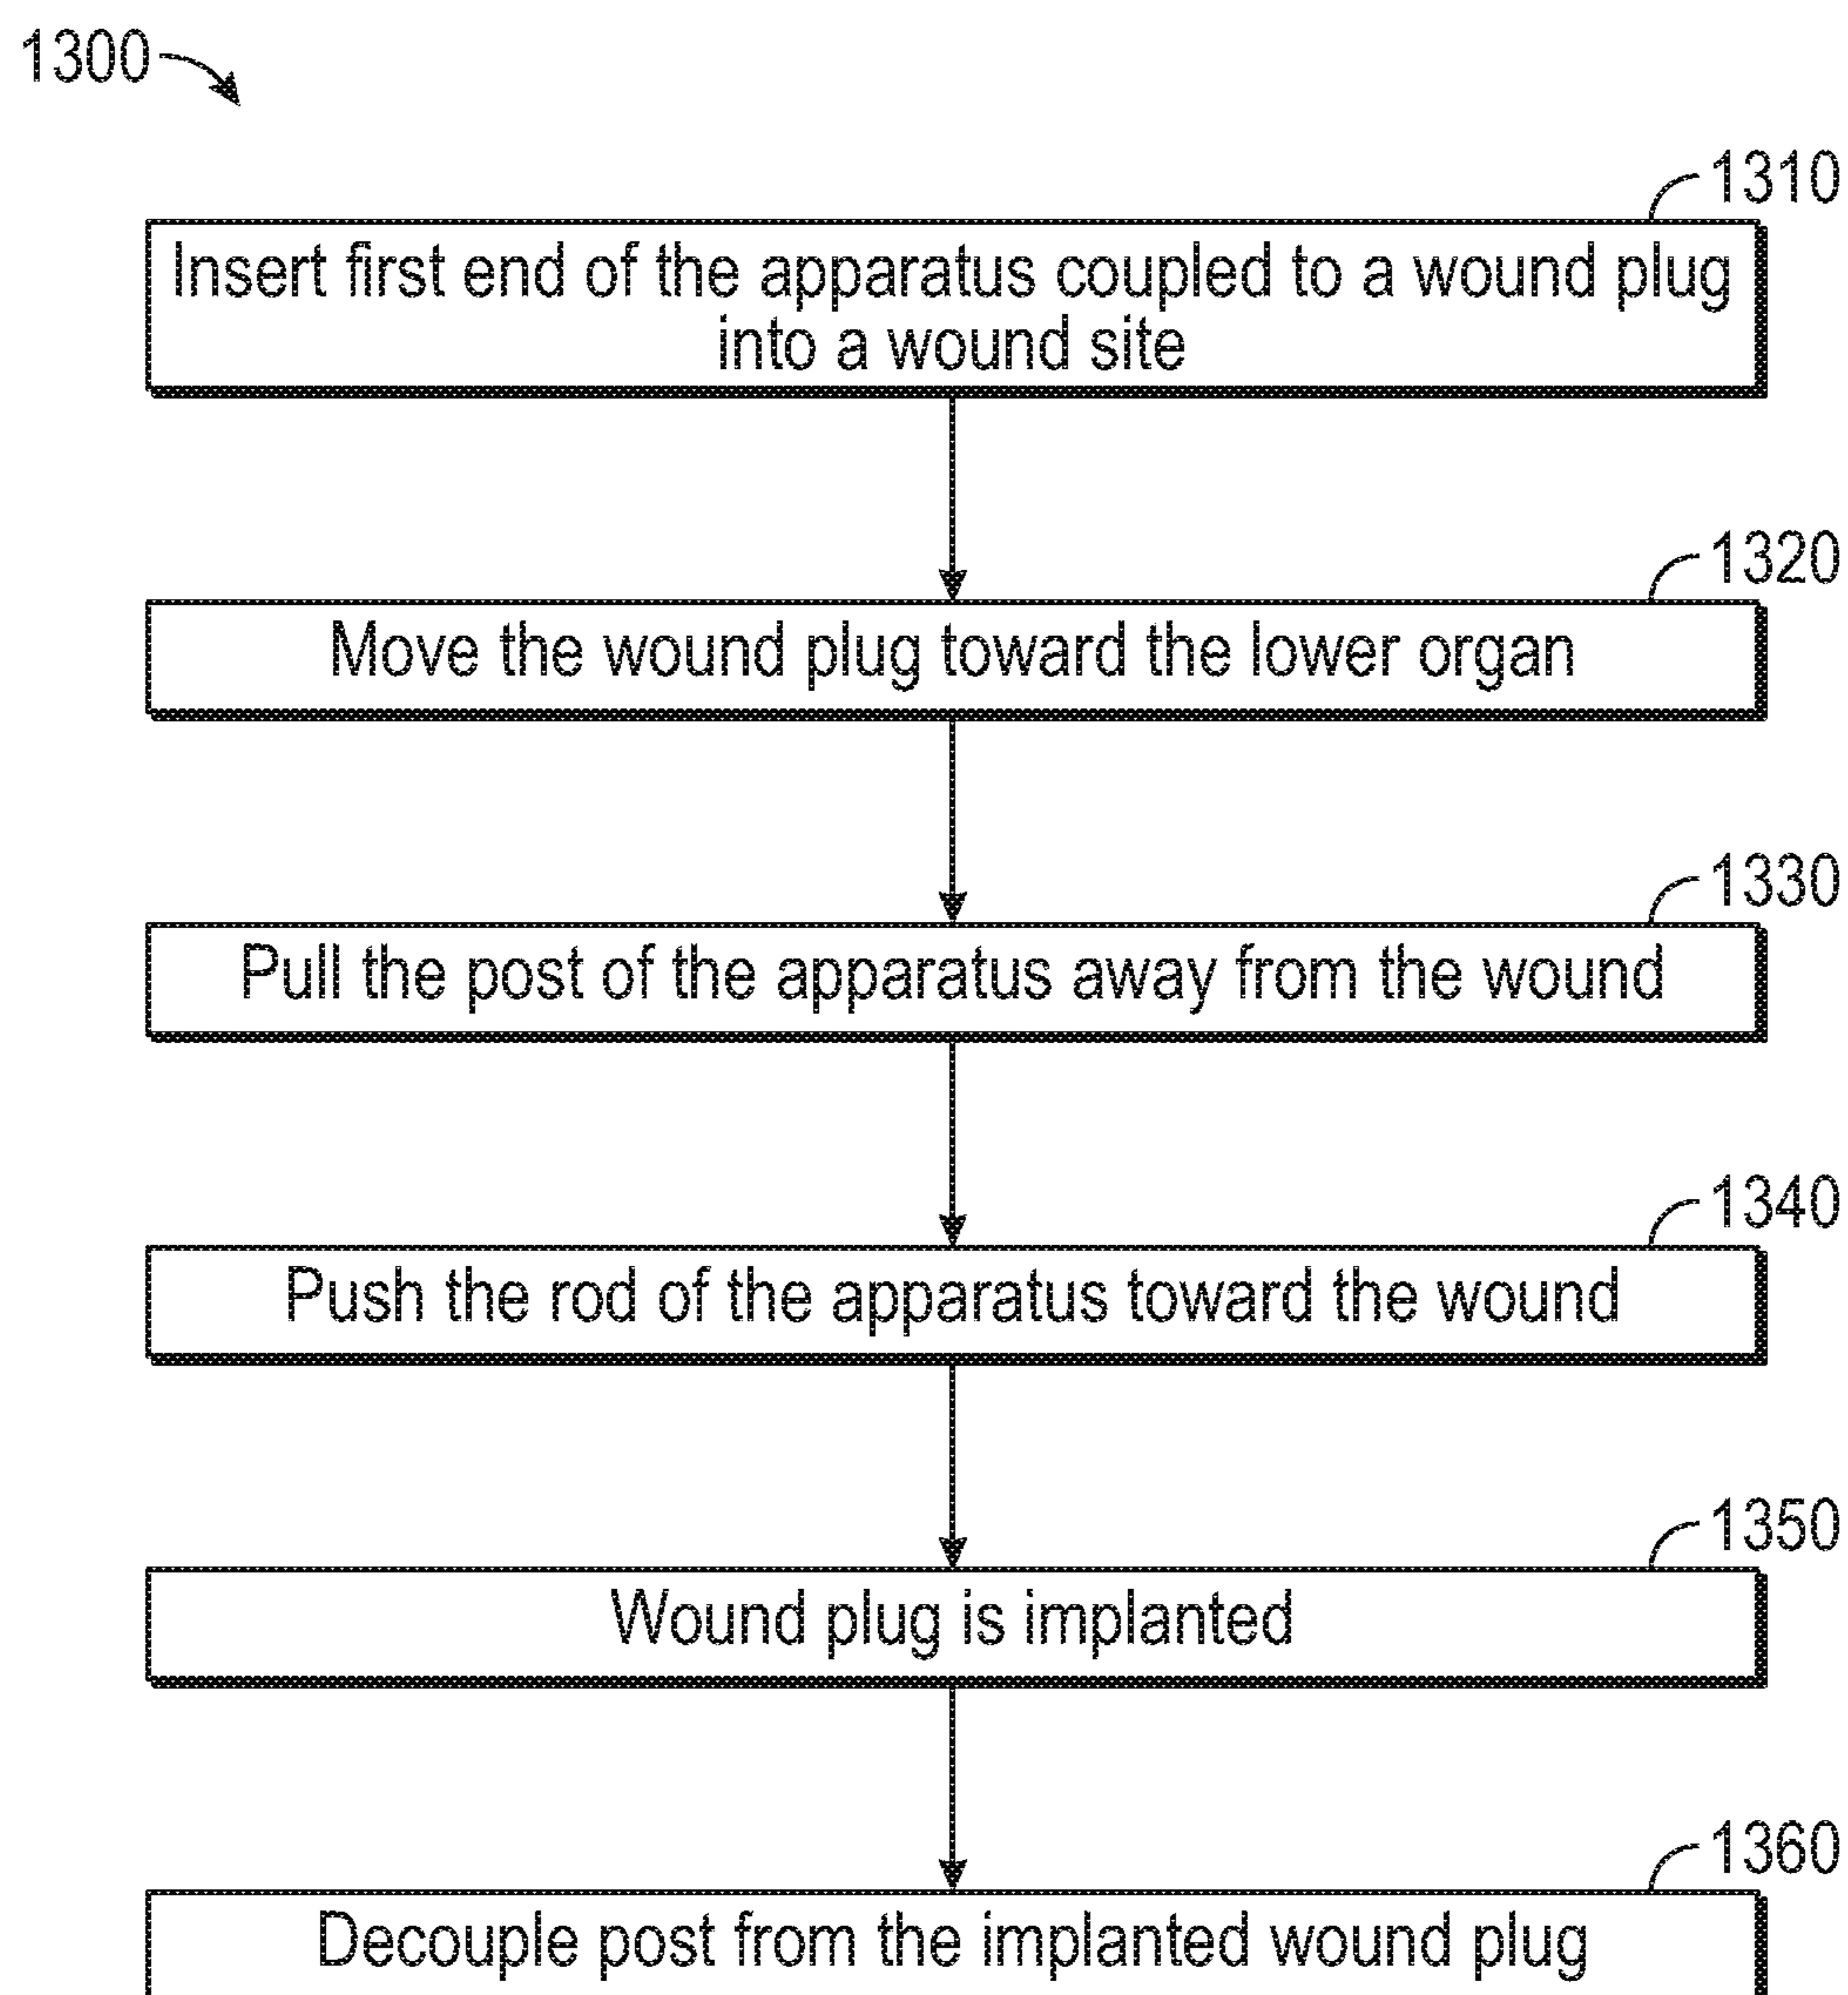 1300
1310
Insert first end of the apparatus coupled to a wound plug
into a wound site
1320
Move the wound plug toward the lower organ
1330
Pull the post of the apparatus away from the wound
1340
Push the rod of the apparatus toward the wound
1350
Wound plug is implanted
1360
Decouple post from the implanted wound plug